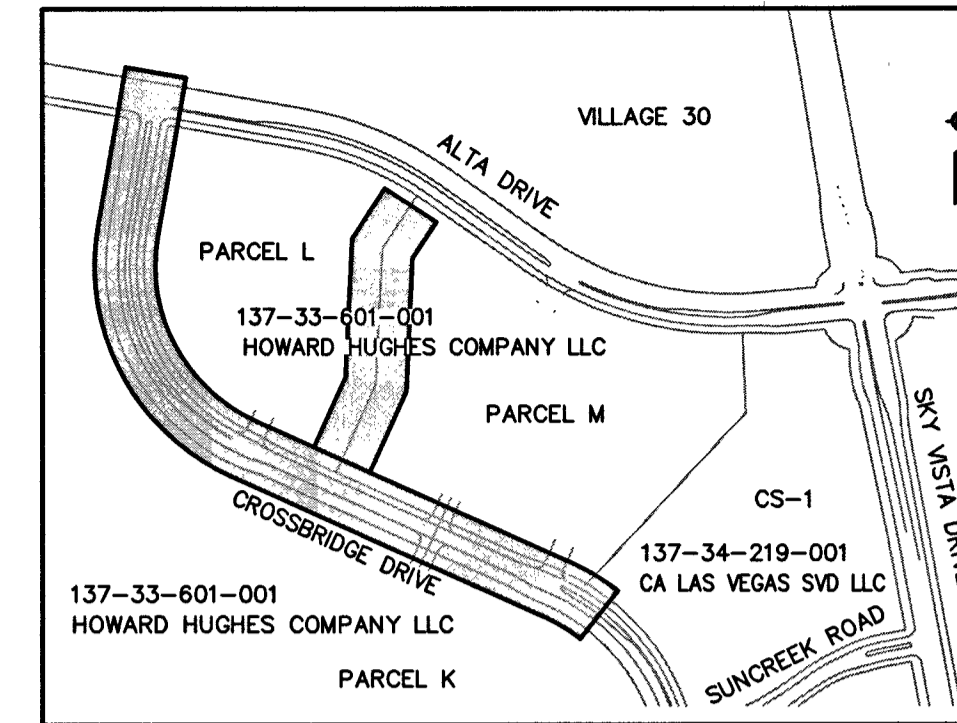 VILLAGE 30
ALTA DRIVE
PARCEL L
137-33-601-001
HOWARD HUGHES COMPANY LLC
PARCEL M
SKY VISTA DRIVE
CS-1
CROSSBRIDGE DRIVE
137-34-219-001
CA LAS VEGAS SVD LLC
137-33-601-001
HOWARD HUGHES COMPANY LLC
SUNCREEK ROAD
PARCEL K